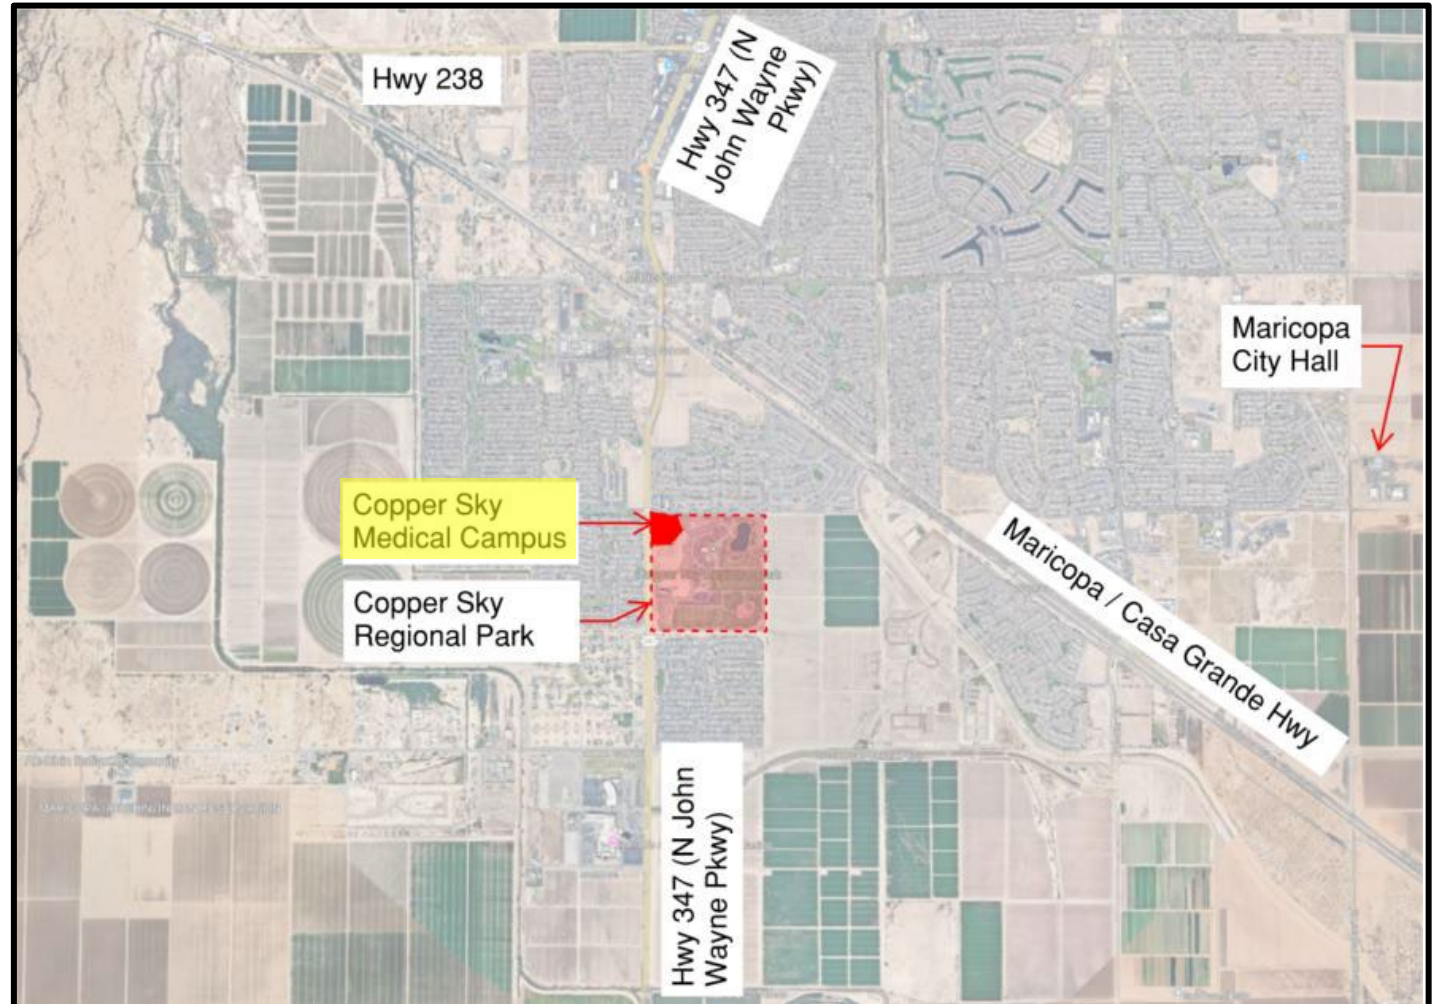 Hwy 238
Hwy 347 (N
John Wayne
Pkwy)
Maricopa
City Hall
Copper Sky
Medical Campus
Copper Sky
Regional Park
Maricopa / Casa Grande Hwy
Hwy 347 (N John
Wayne Pkwy)